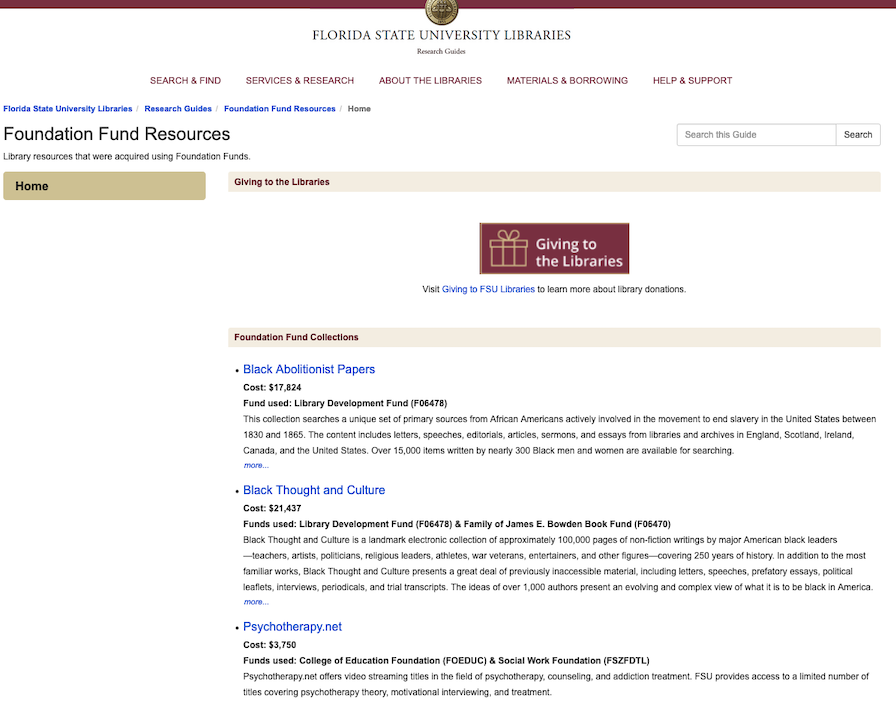 FLORIDA STATE UNIVERSITY LIBRARIES
Research Guides
SEARCH & FIND SERVICES & RESEARCH ABOUT THE LIBRARIES MATERIALS & BORROWING HELP & SUPPORT
Florida State University Libraries / Research Guides / Foundation Fund Resources / Home
Foundation Fund Resources
Search this Guide Search
Library resources that were acquired using Foundation Funds.
Home
Giving to the Libraries
Giving to
the Libraries
Visit Giving to FSU Libraries to learn more about library donations.
Foundation Fund Collections
• Black Abolitionist Papers
Cost: $17,824
Fund used: Library Development Fund (F06478)
This collection searches a unique set of primary sources from African Americans actively involved in the movement to end slavery in the United States between
1830 and 1865. The content includes letters, speeches, editorials, articles, sermons, and essays from libraries and archives in England, Scotland, Ireland,
Canada, and the United States. Over 15,000 items written by nearly 300 Black men and women are available for searching.
more...
• Black Thought and Culture
Cost: $21,437
Funds used: Library Development Fund (F06478) & Family of James E. Bowden Book Fund (F06470)
Black Thought and Culture is a landmark electronic collection of approximately 100,000 pages of non-fiction writings by major American black leaders
—teachers, artists, politicians, religious leaders, athletes, war veterans, entertainers, and other figures—covering 250 years of history. In addition to the most
familiar works, Black Thought and Culture presents a great deal of previously inaccessible material, including letters, speeches, prefatory essays, political
leaflets, interviews, periodicals, and trial transcripts. The ideas of over 1,000 authors present an evolving and complex view of what it is to be black in America.
more...
• Psychotherapy.net
Cost: $3,750
Funds used: College of Education Foundation (FOEDUC) & Social Work Foundation (FSZFDTL)
Psychotherapy.net offers video streaming titles in the field of psychotherapy, counseling, and addiction treatment. FSU provides access to a limited number of
titles covering psychotherapy theory, motivational interviewing, and treatment.